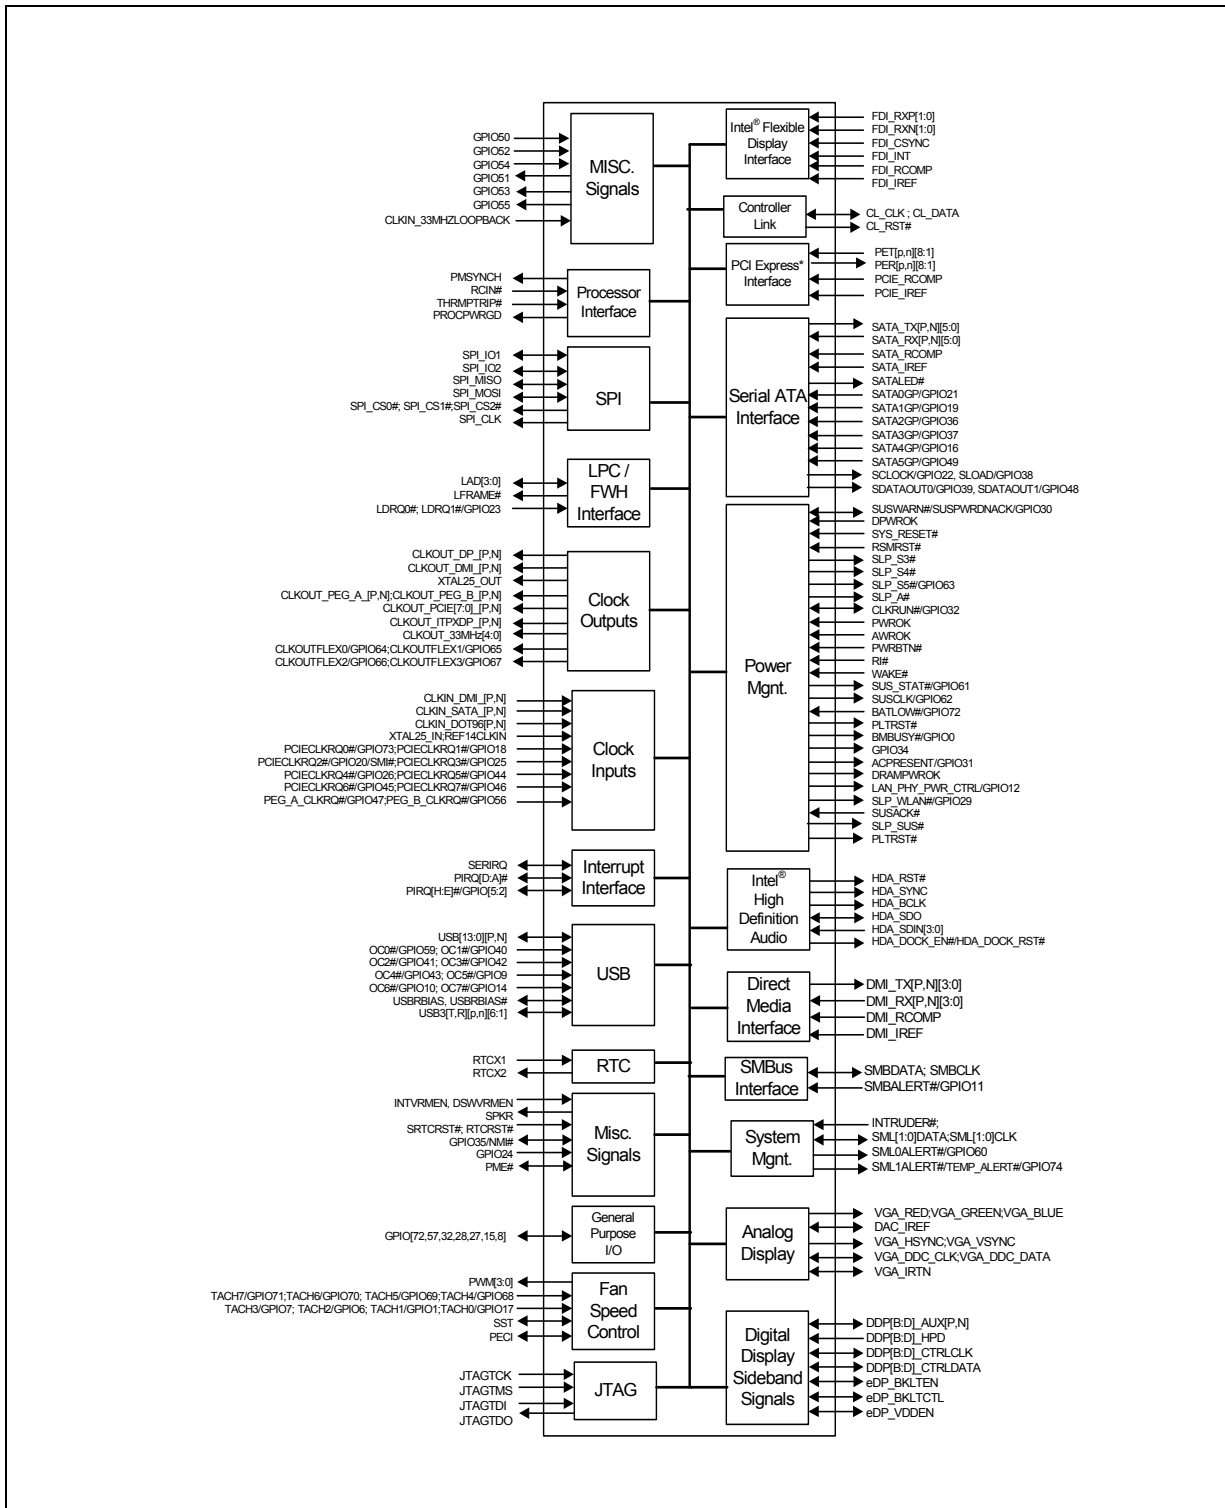 GPIO50
GPIO52
GPIO54
GPIO51
GPIO53
GPIO55
CLKIN_33MHZLOOPBACK
MISC.
Signals
PMSYNCH
RCIN#
THRMPTRIP#
PROCPWRGD
Processor
Interface
SPI_IO1
SPI_IO2
SPI_MISO
SPI_MOSI
SPI_CS0#; SPI_CS1#;SPI_CS2#
SPI_CLK
SPI
LAD[3:0]
LFRAME#
LDRQ0#; LDRQ1#/GPIO23
LPC /
FWH
Interface
CLKOUT_DP_[P,N]
CLKOUT_DMI_[P,N]
XTAL25_OUT
CLKOUT_PEG_A_[P,N];CLKOUT_PEG_B_[P,N]
CLKOUT_PCIE[7:0]_[P,N]
CLKOUT_ITPXDP_[P,N]
CLKOUT_33MHz[4:0]
CLKOUTFLEX0/GPIO64;CLKOUTFLEX1/GPIO65
CLKOUTFLEX2/GPIO66;CLKOUTFLEX3/GPIO67
Clock
Outputs
CLKIN_DMI_[P,N]
CLKIN_SATA_[P,N]
CLKIN_DOT96[P,N]
XTAL25_IN;REF14CLKIN
PCIECLKRQ0#/GPIO73;PCIECLKRQ1#/GPIO18
PCIECLKRQ2#/GPIO20/SMI#;PCIECLKRQ3#/GPIO25
PCIECLKRQ4#/GPIO26;PCIECLKRQ5#/GPIO44
PCIECLKRQ6#/GPIO45;PCIECLKRQ7#/GPIO46
PEG_A_CLKRQ#/GPIO47;PEG_B_CLKRQ#/GPIO56
Clock
Inputs
SERIRQ
PIRQ[D:A]#
PIRQ[H:E]#/GPIO[5:2]
Interrupt
Interface
USB[13:0][P,N]
OC0#/GPIO59; OC1#/GPIO40
OC2#/GPIO41; OC3#/GPIO42
OC4#/GPIO43; OC5#/GPIO9
OC6#/GPIO10; OC7#/GPIO14
USBRBIAS, USBRBIAS#
USB3[T,R][p,n][6:1]
USB
RTCX1
RTCX2
RTC
INTVRMEN, DSWVRMEN
SPKR
SRTCRST#; RTCRST#
GPIO35/NMI#
GPIO24
PME#
Misc.
Signals
GPIO[72,57,32,28,27,15,8]
General
Purpose
I/O
PWM[3:0]
TACH7/GPIO71;TACH6/GPIO70; TACH5/GPIO69;TACH4/GPIO68
TACH3/GPIO7; TACH2/GPIO6; TACH1/GPIO1;TACH0/GPIO17
SST
PECI
Fan
Speed
Control
JTAGTCK
JTAGTMS
JTAGTDI
JTAGTDO
JTAG
Intel® Flexible
Display
Interface
FDI_RXP[1:0]
FDI_RXN[1:0]
FDI_CSYNC
FDI_INT
FDI_RCOMP
FDI_IREF
Controller
Link
CL_CLK ; CL_DATA
CL_RST#
PCI Express*
Interface
PET[p,n][8:1]
PER[p,n][8:1]
PCIE_RCOMP
PCIE_IREF
Serial ATA
Interface
SATA_TX[P,N][5:0]
SATA_RX[P,N][5:0]
SATA_RCOMP
SATA_IREF
SATALED#
SATA0GP/GPIO21
SATA1GP/GPIO19
SATA2GP/GPIO36
SATA3GP/GPIO37
SATA4GP/GPIO16
SATA5GP/GPIO49
SCLOCK/GPIO22, SLOAD/GPIO38
SDATAOUT0/GPIO39, SDATAOUT1/GPIO48
Power
Mgnt.
SUSWARN#/SUSPWRDNACK/GPIO30
DPWROK
SYS_RESET#
RSMRST#
SLP_S3#
SLP_S4#
SLP_S5#/GPIO63
SLP_A#
CLKRUN#/GPIO32
PWROK
AWROK
PWRBTN#
RI#
WAKE#
SUS_STAT#/GPIO61
SUSCLK/GPIO62
BATLOW#/GPIO72
PLTRST#
BMBUSY#/GPIO0
GPIO34
ACPRESENT/GPIO31
DRAMPWROK
LAN_PHY_PWR_CTRL/GPIO12
SLP_WLAN#/GPIO29
SUSACK#
SLP_SUS#
PLTRST#
Intel®
High
Definition
Audio
HDA_RST#
HDA_SYNC
HDA_BCLK
HDA_SDO
HDA_SDIN[3:0]
HDA_DOCK_EN#/HDA_DOCK_RST#
Direct
Media
Interface
DMI_TX[P,N][3:0]
DMI_RX[P,N][3:0]
DMI_RCOMP
DMI_IREF
SMBus
Interface
SMBDATA; SMBCLK
SMBALERT#/GPIO11
System
Mgnt.
INTRUDER#;
SML[1:0]DATA;SML[1:0]CLK
SML0ALERT#/GPIO60
SML1ALERT#/TEMP_ALERT#/GPIO74
Analog
Display
VGA_RED;VGA_GREEN;VGA_BLUE
DAC_IREF
VGA_HSYNC;VGA_VSYNC
VGA_DDC_CLK;VGA_DDC_DATA
VGA_IRTN
Digital
Display
Sideband
Signals
DDP[B:D]_AUX[P,N]
DDP[B:D]_HPD
DDP[B:D]_CTRLCLK
DDP[B:D]_CTRLDATA
eDP_BKLTEN
eDP_BKLTCTL
eDP_VDDEN